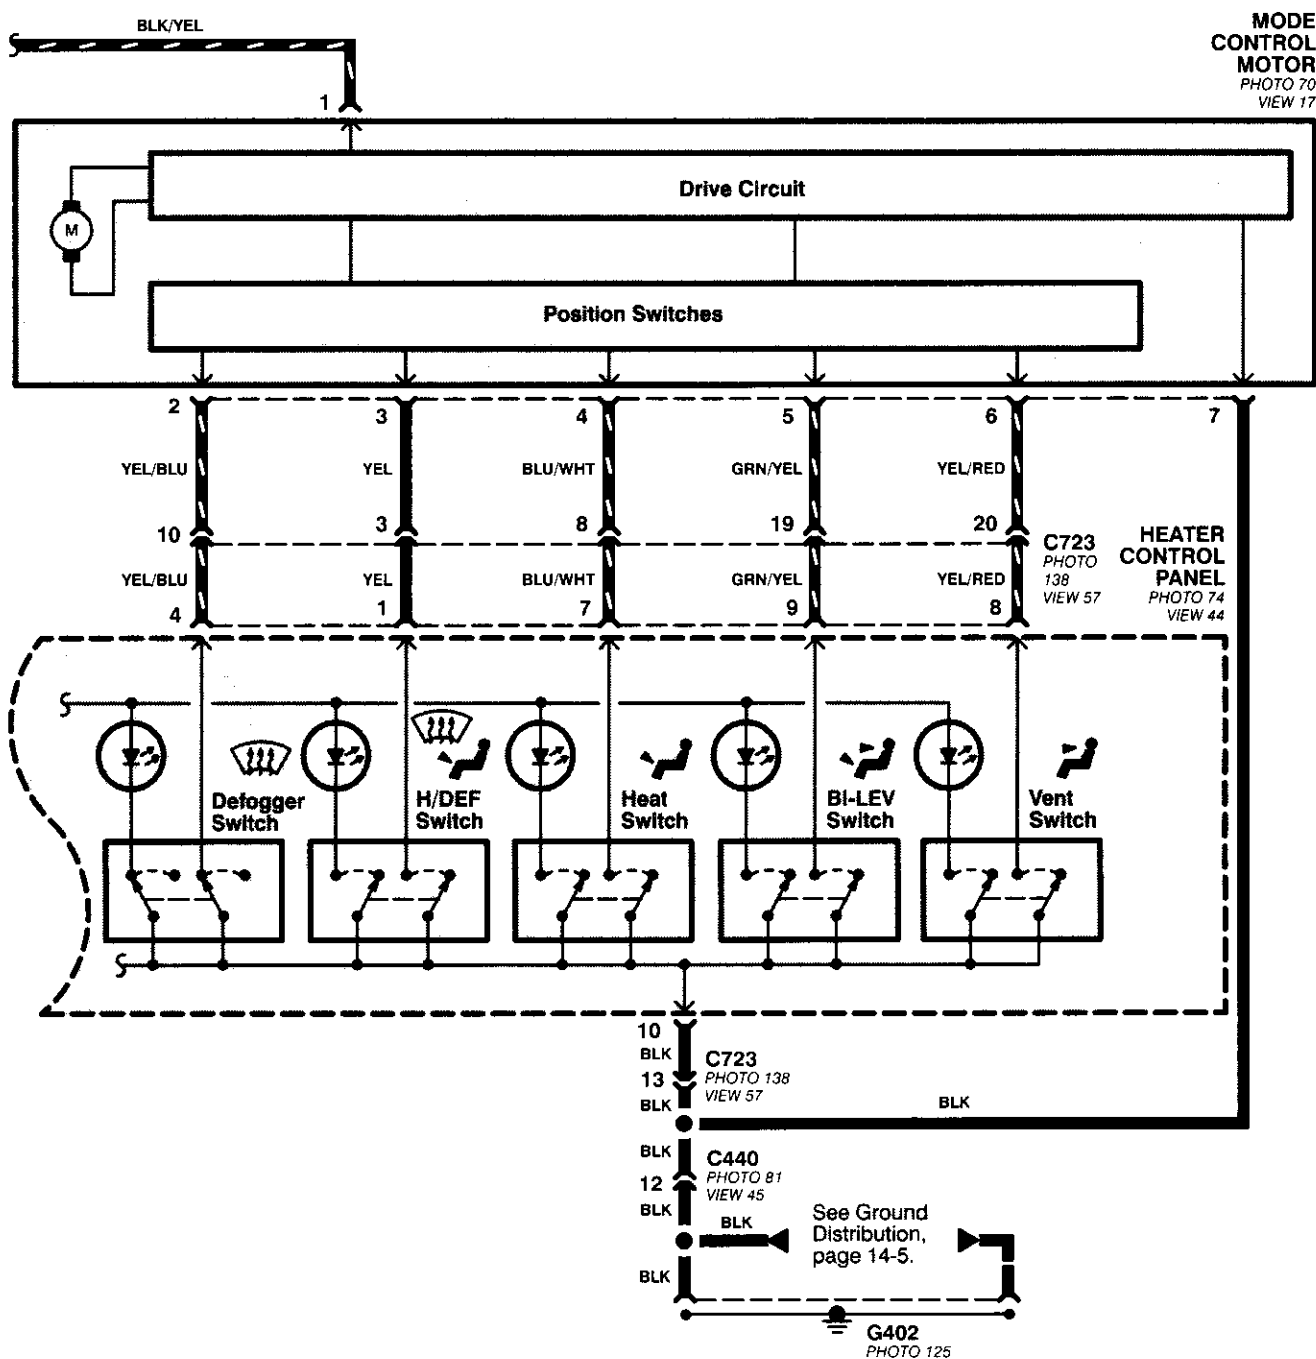 BLK/YEL
MODE
CONTROL
MOTOR
PHOTO 70
VIEW 17
1
Drive Circuit
M
Position Switches
2 3 4 5 6 7
YEL/BLU YEL BLU/WHT GRN/YEL YEL/RED
10 3 8 19 20
C723
PHOTO
138
VIEW 57
HEATER
CONTROL
PANEL
PHOTO 74
VIEW 44
YEL/BLU YEL BLU/WHT GRN/YEL YEL/RED
4 1 7 9 8
Defogger
Switch
H/DEF
Switch
Heat
Switch
BI-LEV
Switch
Vent
Switch
10
BLK
C723
PHOTO 138
VIEW 57
13
BLK
BLK
BLK
C440
PHOTO 81
VIEW 45
12
BLK
BLK
See Ground
Distribution,
page 14-5.
BLK
G402
PHOTO 125